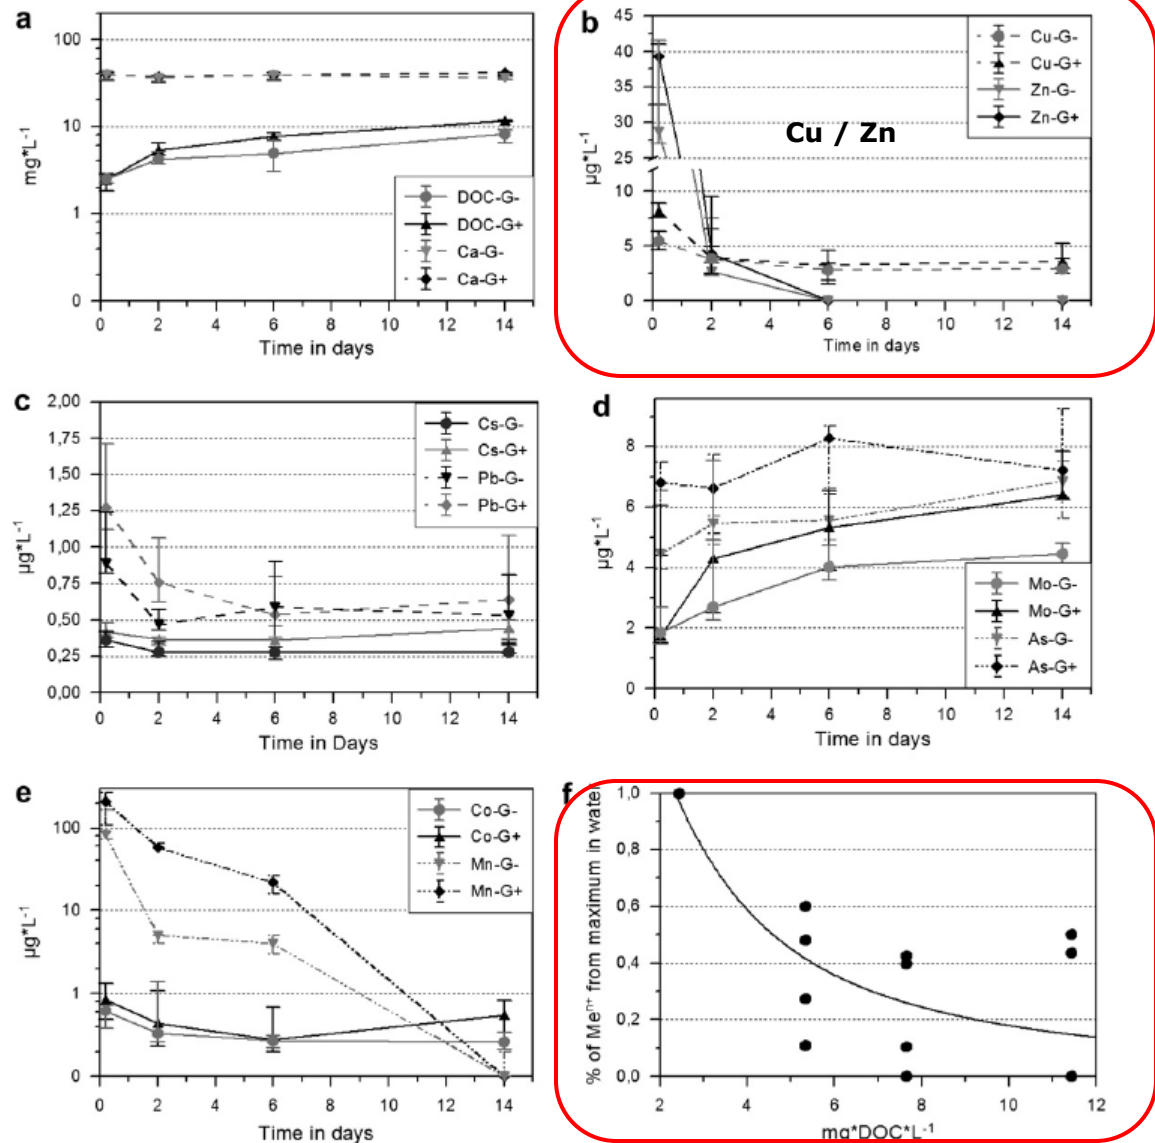 a
100
10
1
0
mg*L-1
DOC-G-
DOC-G+
Ca-G-
Ca-G+
0 2 4 6 8 10 12 14
Time in days
b
45
40
35
30
25
10
5
0
µg*L-1
Cu / Zn
Cu-G-
Cu-G+
Zn-G-
Zn-G+
0 2 4 6 8 10 12 14
Time in days
c
2,00
1,75
1,50
1,25
1,00
0,75
0,50
0,25
0,00
µg*L-1
Cs-G-
Cs-G+
Pb-G-
Pb-G+
0 2 4 6 8 10 12 14
Time in Days
d
8
6
4
2
0
µg*L-1
Mo-G-
Mo-G+
As-G-
As-G+
0 2 4 6 8 10 12 14
Time in days
e
100
10
1
0
µg*L-1
Co-G-
Co-G+
Mn-G-
Mn-G+
0 2 4 6 8 10 12 14
Time in days
f
1,0
0,8
0,6
0,4
0,2
0,0
% of Men+ from maximum in water
2 4 6 8 10 12
mg*DOC*L-1